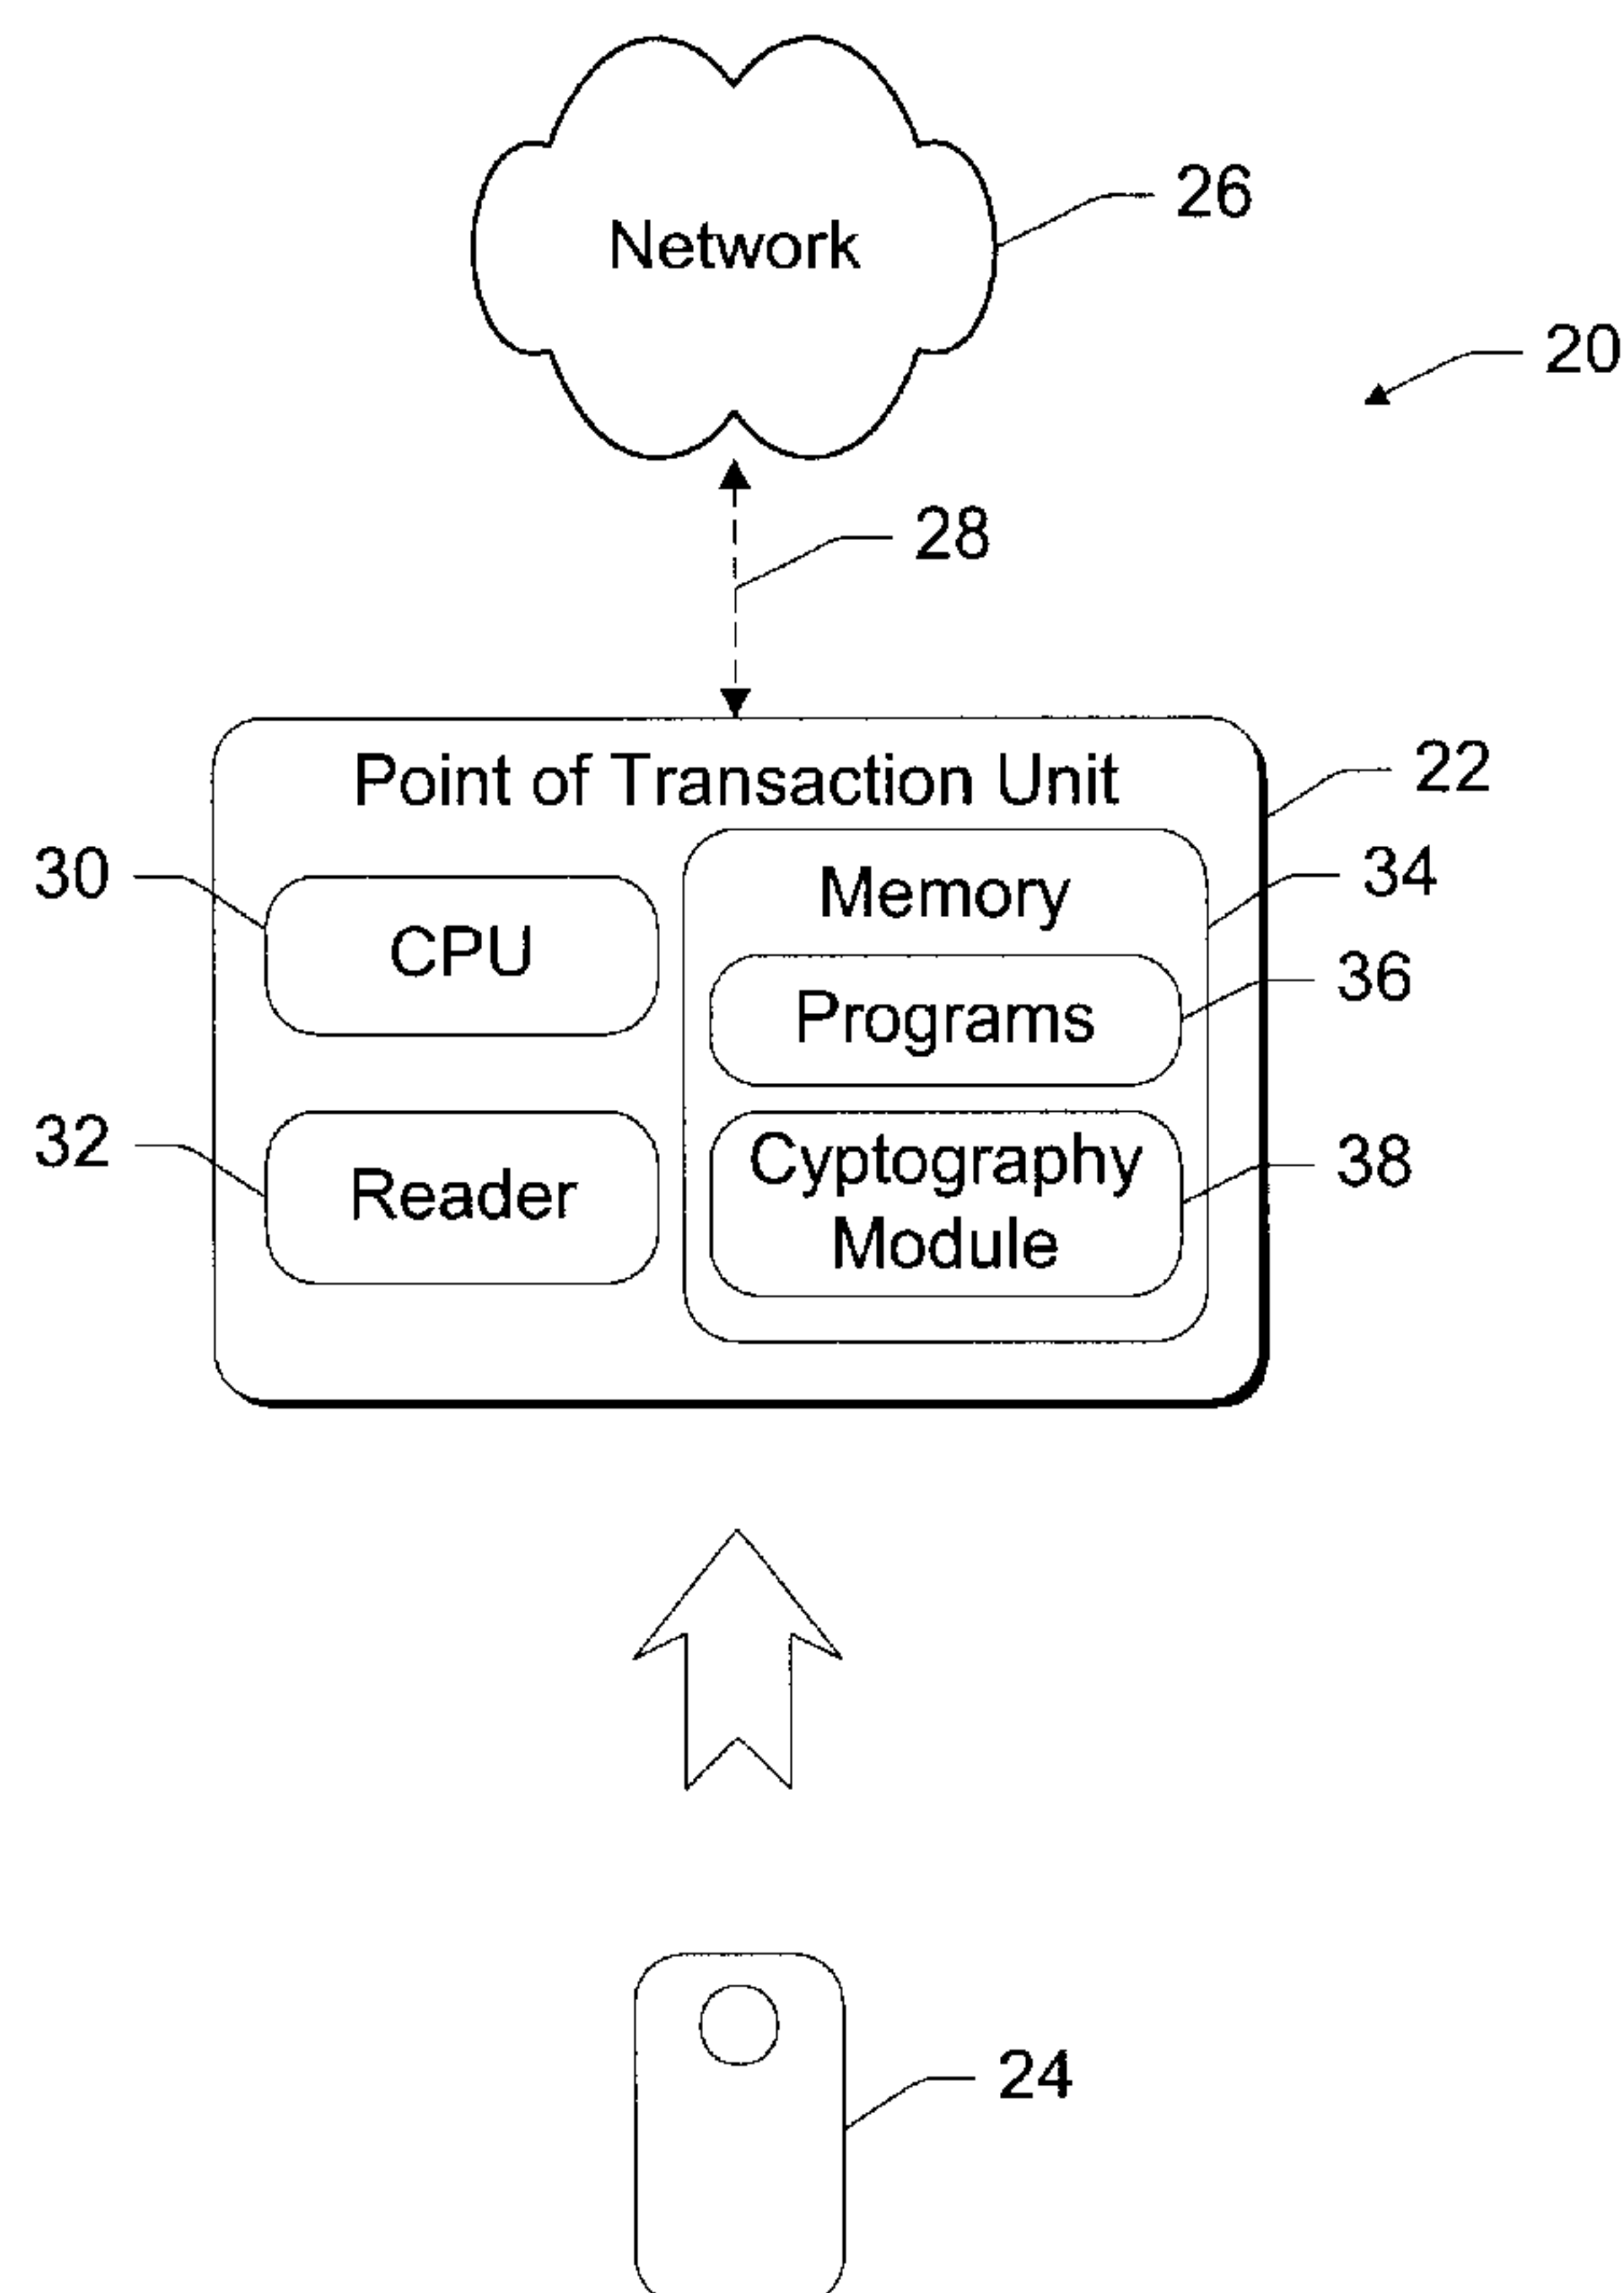 Network
26
20
28
Point of Transaction Unit
22
30
CPU
Memory
34
Programs
36
32
Reader
Cyptography
Module
38
24